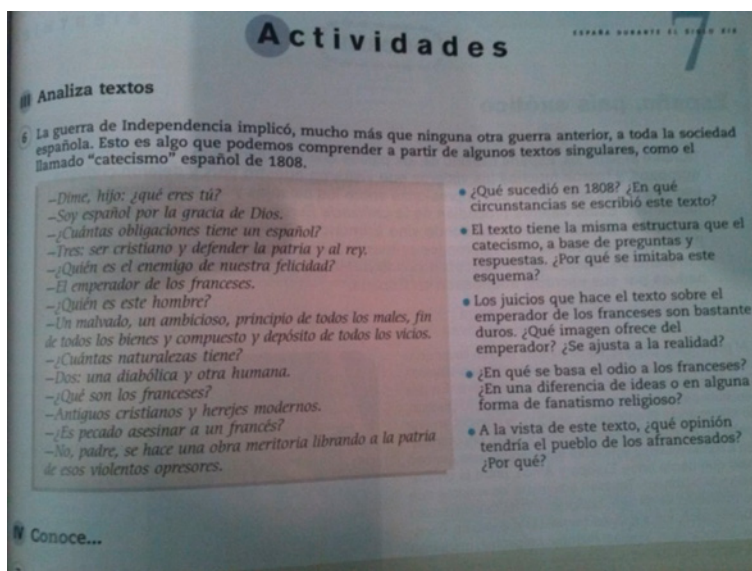 Actividades
ESPAÑA DURANTE EL SIGLO XIX
7
III Analiza textos
6 La guerra de Independencia implicó, mucho más que ninguna otra guerra anterior, a toda la sociedad
española. Esto es algo que podemos comprender a partir de algunos textos singulares, como el
llamado “catecismo” español de 1808.
–Dime, hijo: ¿qué eres tú?
–Soy español por la gracia de Dios.
–¿Cuántas obligaciones tiene un español?
–Tres: ser cristiano y defender la patria y al rey.
–¿Quién es el enemigo de nuestra felicidad?
–El emperador de los franceses.
–¿Quién es este hombre?
–Un malvado, un ambicioso, principio de todos los males, fin
de todos los bienes y compuesto y depósito de todos los vicios.
–¿Cuántas naturalezas tiene?
–Dos: una diabólica y otra humana.
–¿Qué son los franceses?
–Antiguos cristianos y herejes modernos.
–¿Es pecado asesinar a un francés?
–No, padre, se hace una obra meritoria librando a la patria
de esos violentos opresores.
• ¿Qué sucedió en 1808? ¿En qué
circunstancias se escribió este texto?
• El texto tiene la misma estructura que el
catecismo, a base de preguntas y
respuestas. ¿Por qué se imitaba este
esquema?
• Los juicios que hace el texto sobre el
emperador de los franceses son bastante
duros. ¿Qué imagen ofrece del
emperador? ¿Se ajusta a la realidad?
• ¿En qué se basa el odio a los franceses?
¿En una diferencia de ideas o en alguna
forma de fanatismo religioso?
• A la vista de este texto, ¿qué opinión
tendría el pueblo de los afrancesados?
¿Por qué?
IV Conoce...